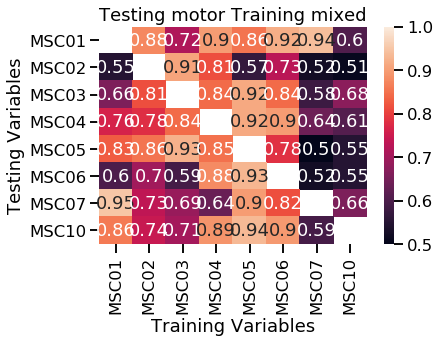 Testing motor Training mixed
MSC01 0.88 0.72 0.9 0.86 0.92 0.94 0.6
MSC02 0.55 0.91 0.81 0.57 0.73 0.52 0.51
MSC03 0.66 0.81 0.84 0.92 0.84 0.58 0.68
MSC04 0.76 0.78 0.84 0.92 0.9 0.64 0.61
MSC05 0.83 0.86 0.93 0.85 0.78 0.5 0.55
MSC06 0.6 0.7 0.59 0.88 0.93 0.52 0.55
MSC07 0.95 0.73 0.69 0.64 0.9 0.82 0.66
MSC10 0.86 0.74 0.71 0.89 0.94 0.9 0.59
MSC01 MSC02 MSC03 MSC04 MSC05 MSC06 MSC07 MSC10
Training Variables
Testing Variables
1.0
0.9
0.8
0.7
0.6
0.5